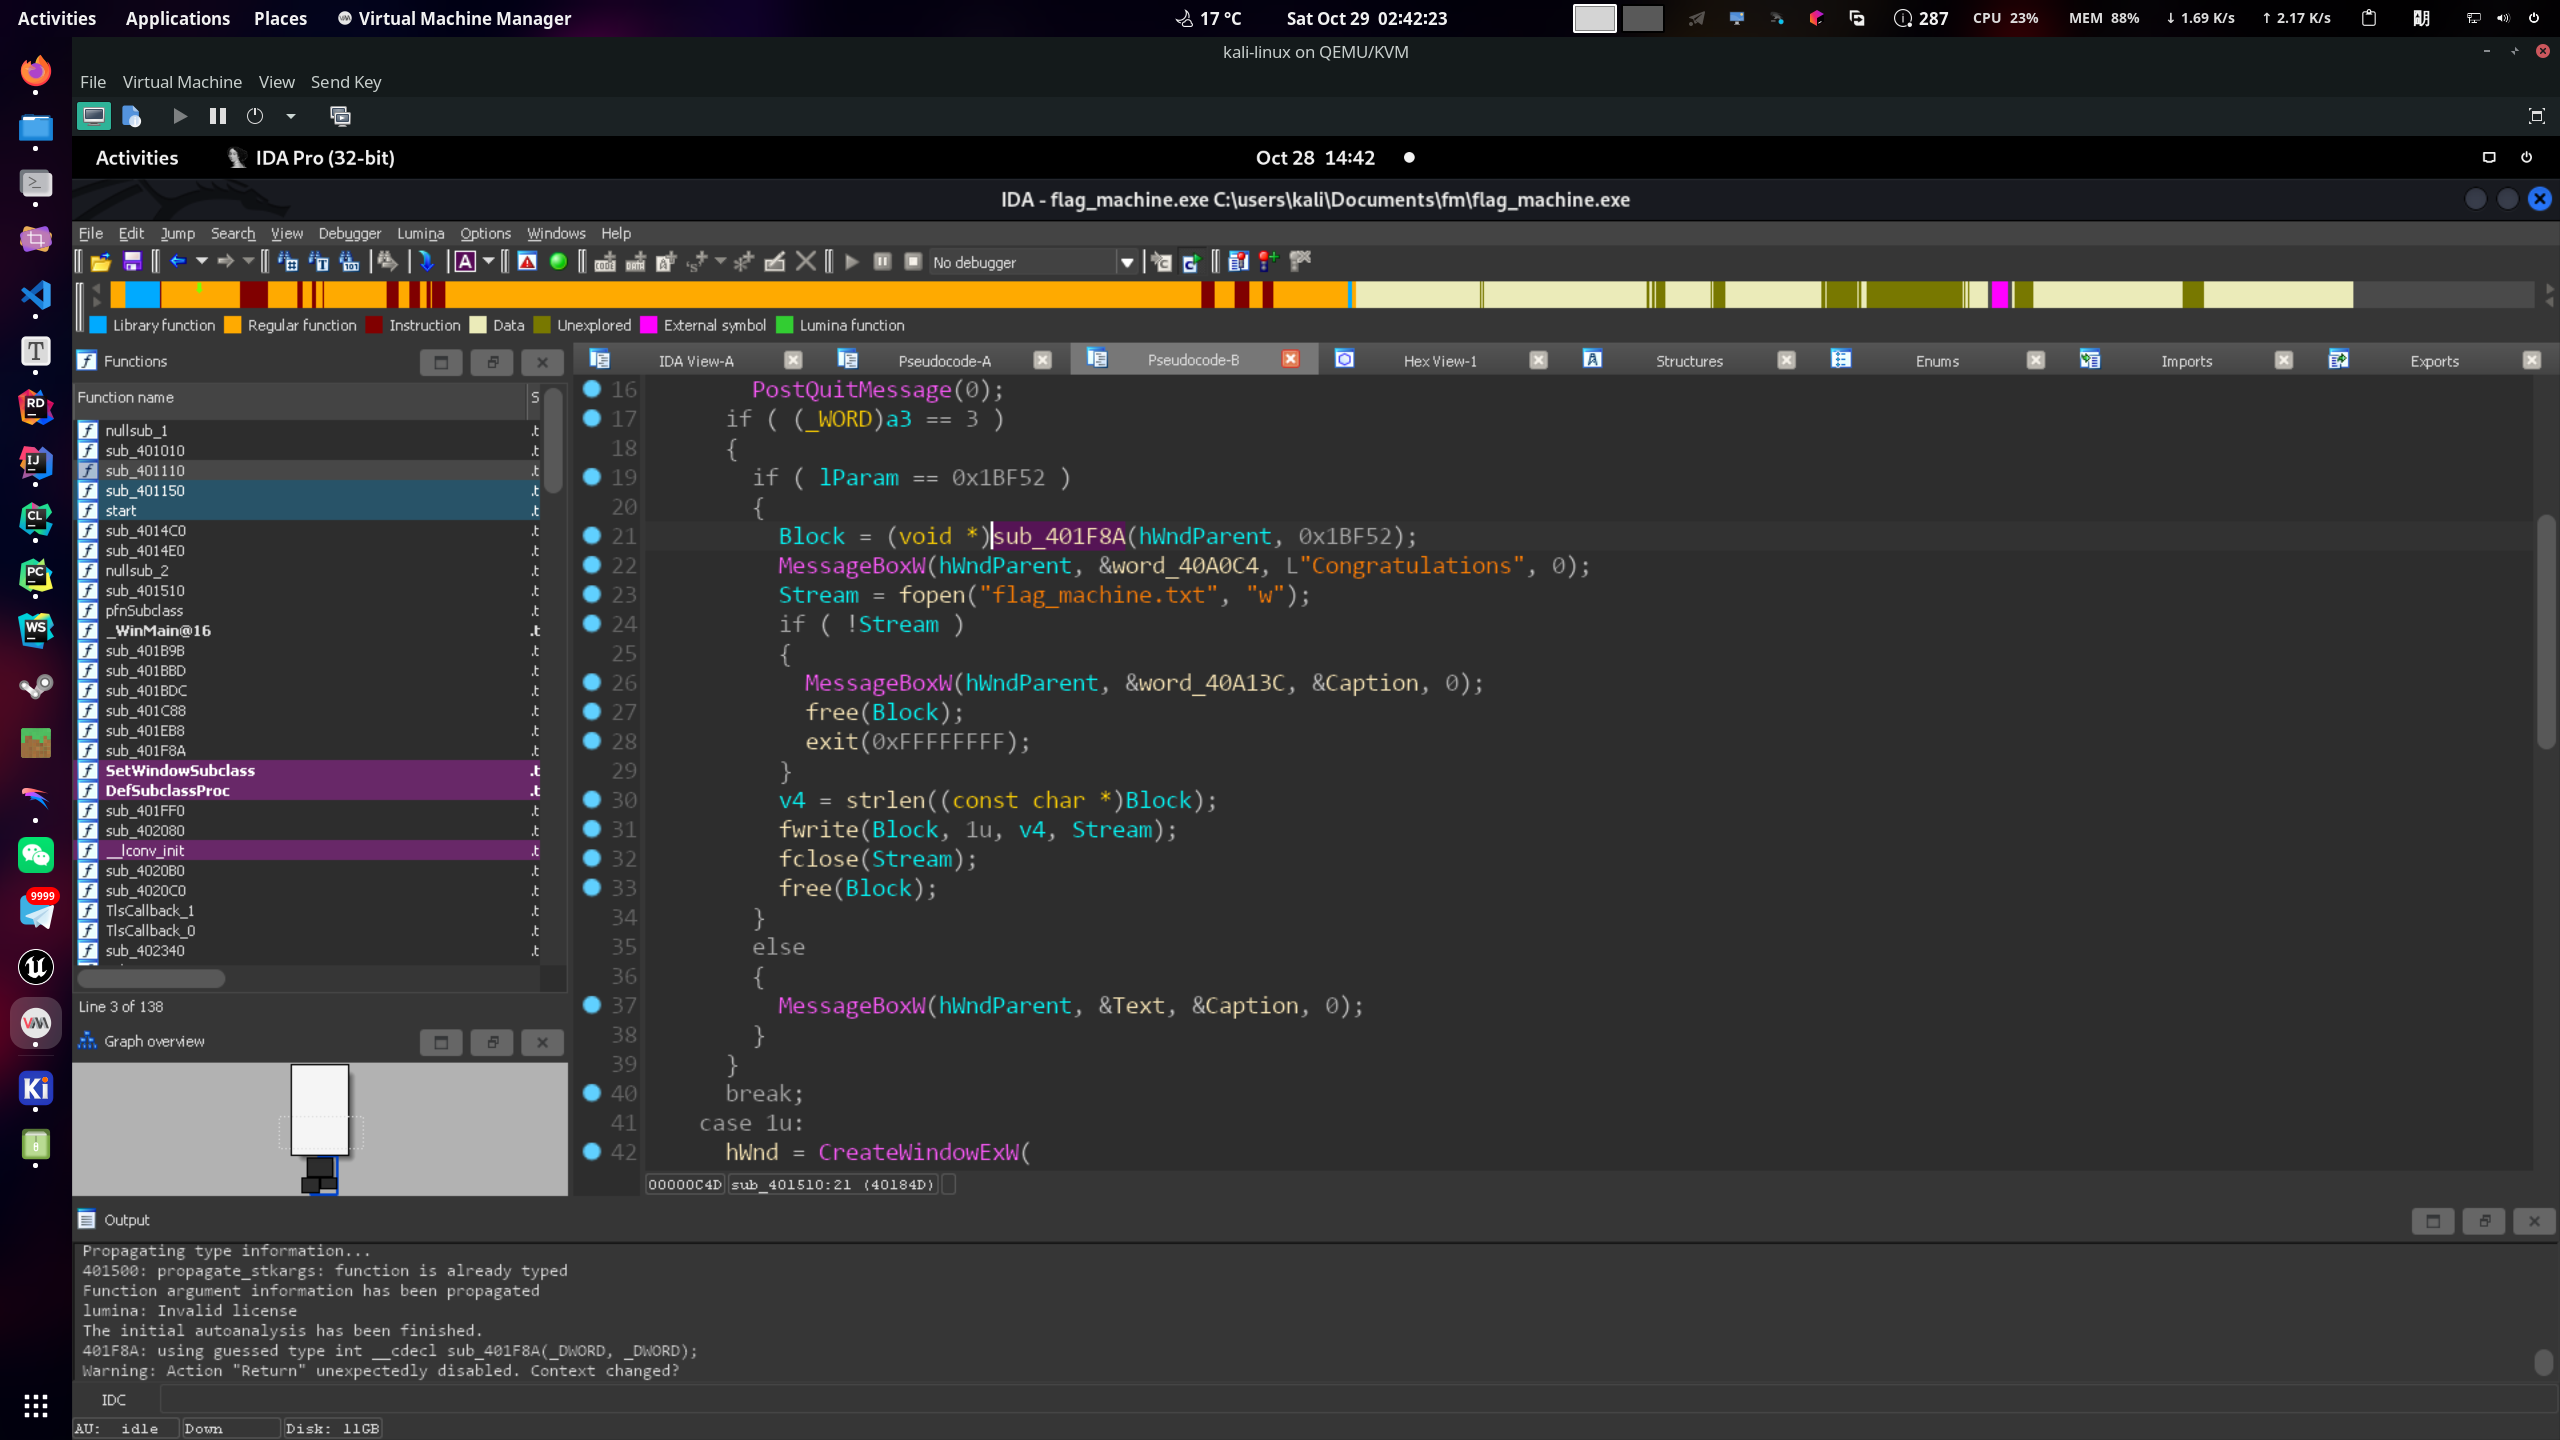 Activities Applications Places Virtual Machine Manager 17 °C Sat Oct 29 02:42:23 287 CPU 23% MEM 88% ↓ 1.69 K/s ↑ 2.17 K/s
kali-linux on QEMU/KVM
File Virtual Machine View Send Key
Activities IDA Pro (32-bit) Oct 28 14:42
IDA - flag_machine.exe C:\users\kali\Documents\fm\flag_machine.exe
File Edit Jump Search View Debugger Lumina Options Windows Help
No debugger
Library function Regular function Instruction Data Unexplored External symbol Lumina function
Functions
Function name S
nullsub_1 .t
sub_401010 .t
sub_401110 .t
sub_401150 .t
start .t
sub_4014C0 .t
sub_4014E0 .t
nullsub_2 .t
sub_401510 .t
pfnSubclass .t
_WinMain@16 .t
sub_401B9B .t
sub_401BBD .t
sub_401BDC .t
sub_401C88 .t
sub_401EB8 .t
sub_401F8A .t
SetWindowSubclass .t
DefSubclassProc .t
sub_401FF0 .t
sub_402080 .t
__lconv_init .t
sub_4020B0 .t
sub_4020C0 .t
TlsCallback_1 .t
TlsCallback_0 .t
sub_402340 .t
Line 3 of 138
Graph overview
IDA View-A Pseudocode-A Pseudocode-B Hex View-1 Structures Enums Imports Exports
16 PostQuitMessage(0);
17 if ( (_WORD)a3 == 3 )
18 {
19 if ( lParam == 0x1BF52 )
20 {
21 Block = (void *)sub_401F8A(hWndParent, 0x1BF52);
22 MessageBoxW(hWndParent, &word_40A0C4, L"Congratulations", 0);
23 Stream = fopen("flag_machine.txt", "w");
24 if ( !Stream )
25 {
26 MessageBoxW(hWndParent, &word_40A13C, &Caption, 0);
27 free(Block);
28 exit(0xFFFFFFFF);
29 }
30 v4 = strlen((const char *)Block);
31 fwrite(Block, 1u, v4, Stream);
32 fclose(Stream);
33 free(Block);
34 }
35 else
36 {
37 MessageBoxW(hWndParent, &Text, &Caption, 0);
38 }
39 }
40 break;
41 case 1u:
42 hWnd = CreateWindowExW(
00000C4D sub_401510:21 (40184D)
Output
Propagating type information...
401500: propagate_stkargs: function is already typed
Function argument information has been propagated
lumina: Invalid license
The initial autoanalysis has been finished.
401F8A: using guessed type int __cdecl sub_401F8A(_DWORD, _DWORD);
Warning: Action "Return" unexpectedly disabled. Context changed?
IDC
AU: idle Down Disk: 11GB
9999